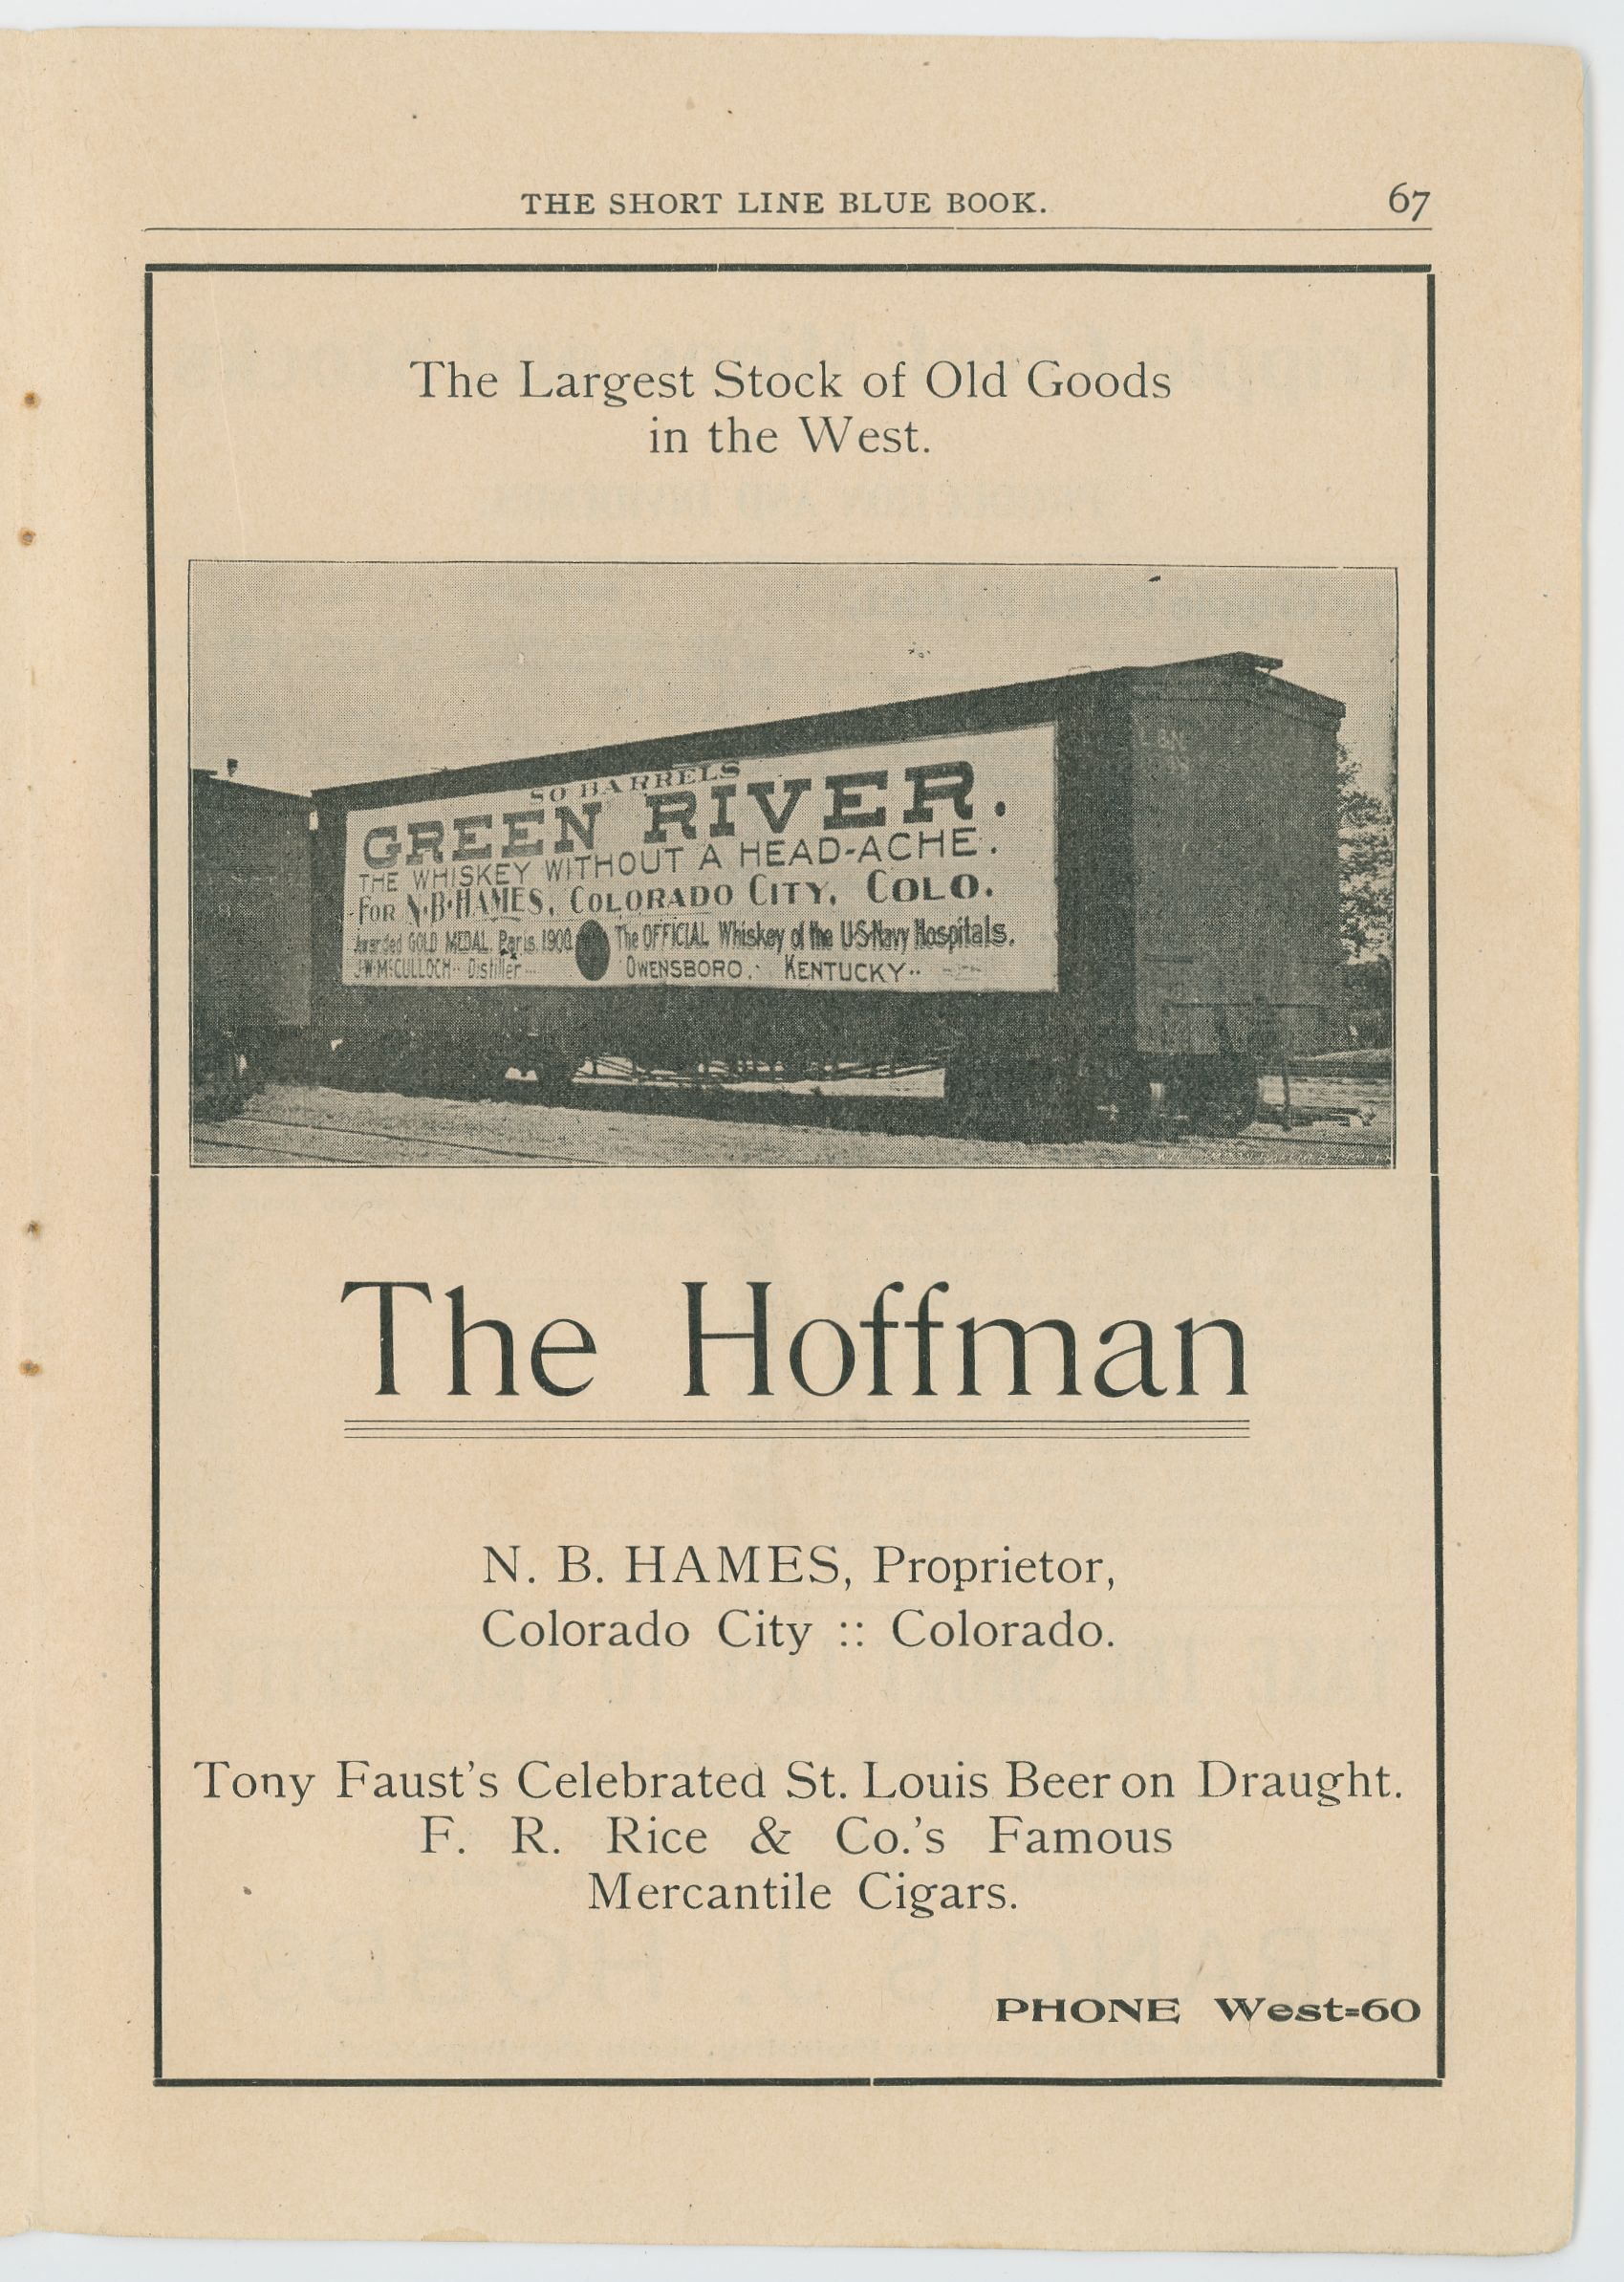 THE SHORT LINE BLUE BOOK. 67
The Largest Stock of Old Goods
in the West.
BARRELS
GREEN RIVER.
THE WHISKEY WITHOUT A HEAD-ACHE.
FOR N.B. HAMES, COLORADO CITY, COLO.
Awarded GOLD MEDAL, Paris, 1900 The OFFICIAL Whiskey of the U.S. Navy Hospitals.
J.W. McCULLOCH Distiller OWENSBORO, KENTUCKY
The Hoffman
N. B. HAMES, Proprietor,
Colorado City :: Colorado.
Tony Faust's Celebrated St. Louis Beer on Draught.
F. R. Rice & Co.'s Famous
Mercantile Cigars.
PHONE West=60